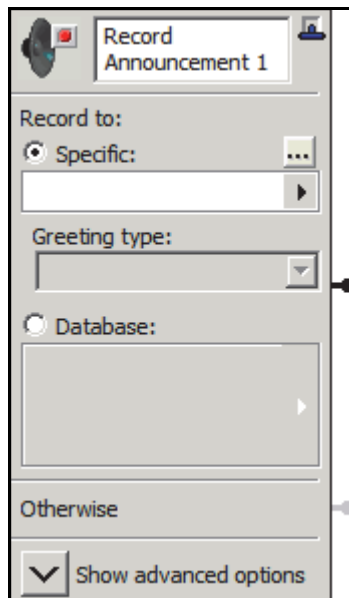 Record
Announcement 1
Record to:
Specific:
...
Greeting type:
Database:
Otherwise
Show advanced options